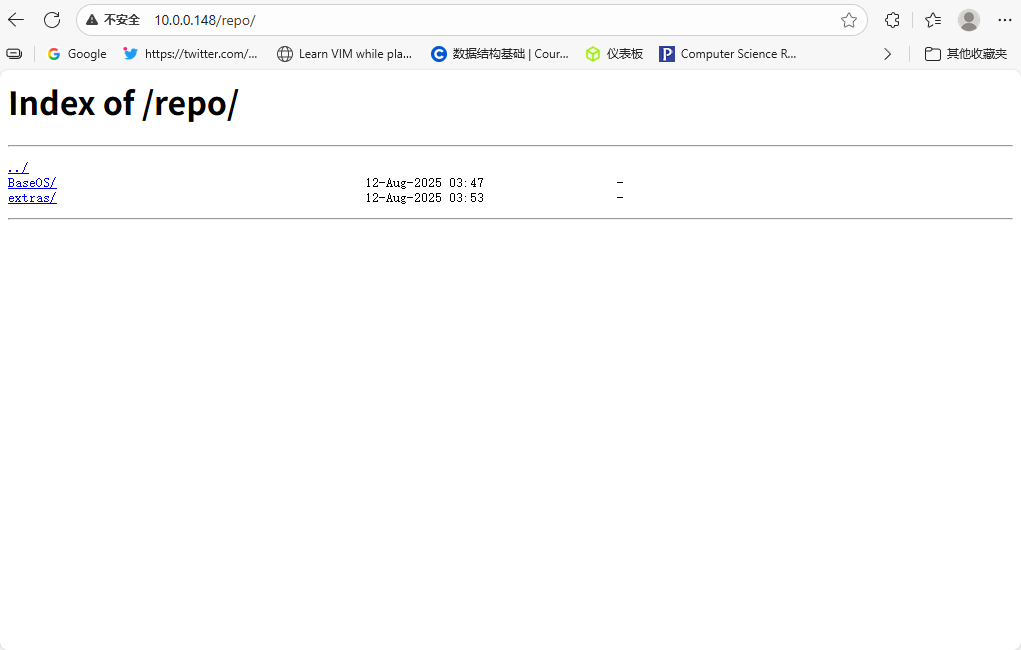 不安全 10.0.0.148/repo/
Google https://twitter.com/... Learn VIM while pla... 数据结构基础 | Cour... 仪表板 Computer Science R... 其他收藏夹
Index of /repo/
../
BaseOS/ 12-Aug-2025 03:47 -
extras/ 12-Aug-2025 03:53 -